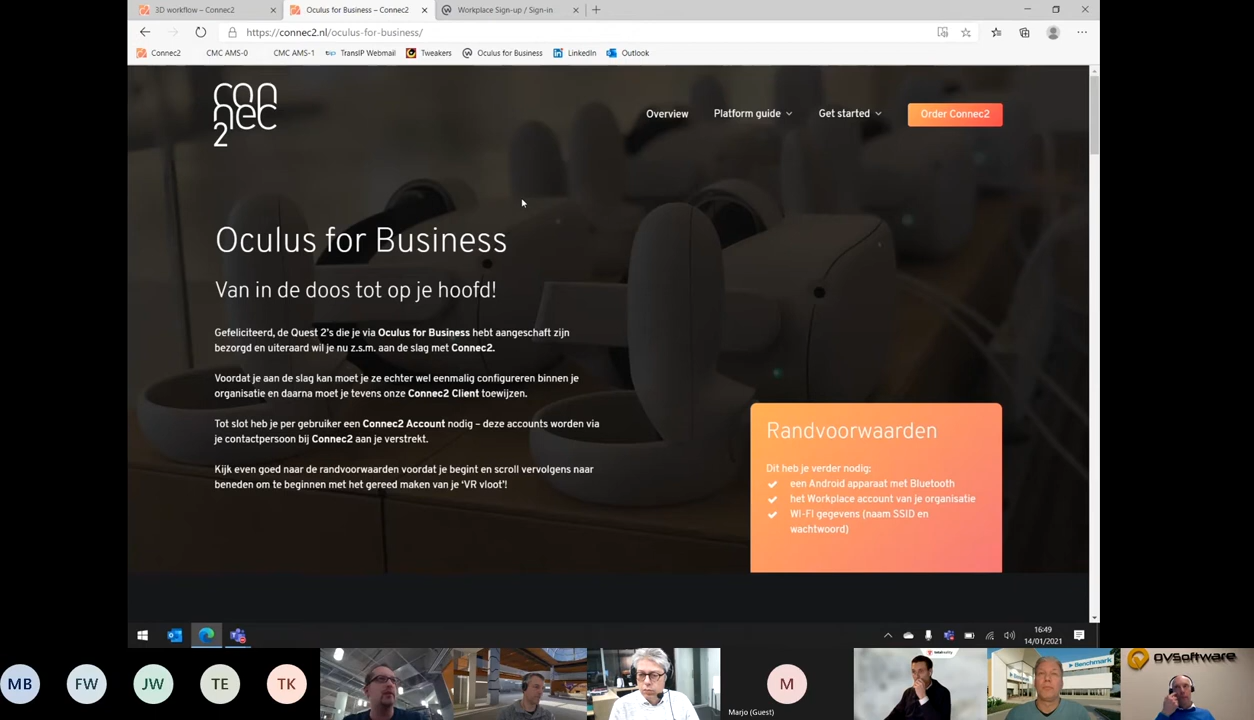 3D workflow – Connec2
Oculus for Business – Connec2
Workplace Sign-up / Sign-in
https://connec2.nl/oculus-for-business/
Connec2
CMC AMS-0
CMC AMS-1
TransIP Webmail
Tweakers
Oculus for Business
LinkedIn
Outlook
con
nec
2
Overview
Platform guide
Get started
Order Connec2
Oculus for Business
Van in de doos tot op je hoofd!
Gefeliciteerd, de Quest 2's die je via Oculus for Business hebt aangeschaft zijn
bezorgd en uiteraard wil je nu z.s.m. aan de slag met Connec2.
Voordat je aan de slag kan moet je ze echter wel eenmalig configureren binnen je
organisatie en daarna moet je tevens onze Connec2 Client toewijzen.
Tot slot heb je per gebruiker een Connec2 Account nodig – deze accounts worden via
je contactpersoon bij Connec2 aan je verstrekt.
Kijk even goed naar de randvoorwaarden voordat je begint en scroll vervolgens naar
beneden om te beginnen met het gereed maken van je 'VR vloot'!
Randvoorwaarden
Dit heb je verder nodig:
een Android apparaat met Bluetooth
het Workplace account van je organisatie
WI-FI gegevens (naam SSID en
wachtwoord)
16:49
14/01/2021
MB
FW
JW
TE
TK
M
Marjo (Guest)
Benchmark
OVSoftware